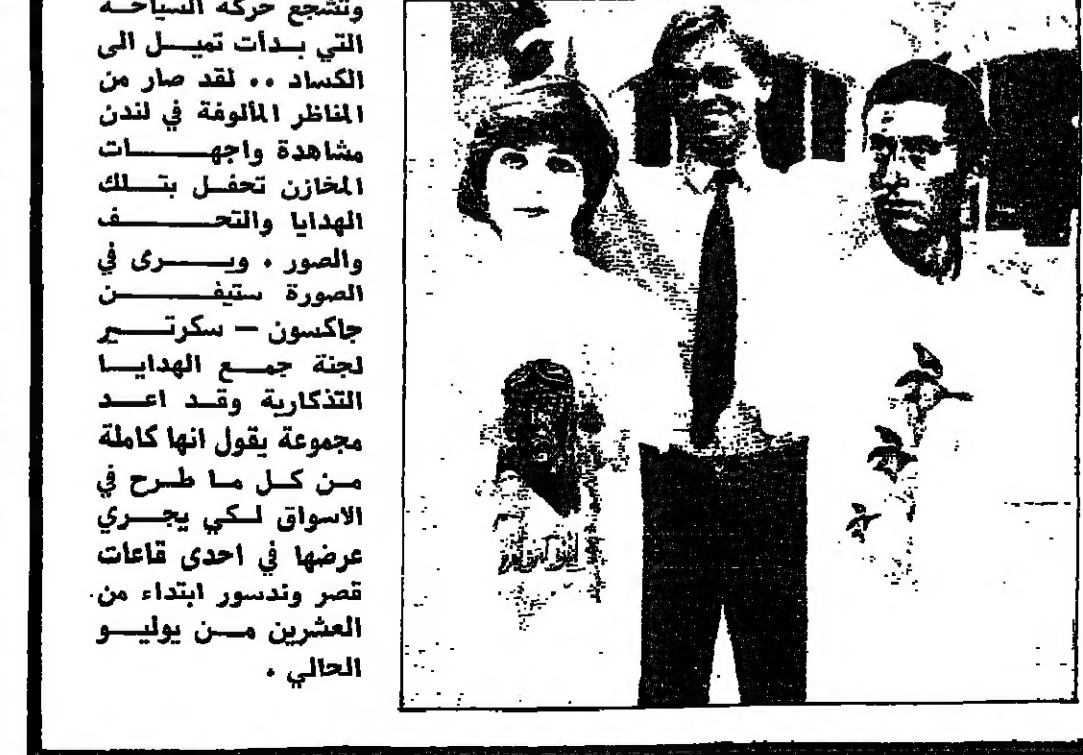 وتشجع حركة السياحة
التي بدأت تميل الى
الكساد .. لقد صار من
المناظر المألوفة في لندن
مشاهدة واجهات
المخازن تحفل بتلك
الهدايا والتحف
والصور . ويرى في
الصورة ستيفن
جاكسون — سكرتير
لجنة جمع الهدايا
التذكارية وقد اعد
مجموعة يقول انها كاملة
من كل ما طرح في
الاسواق لكي يجري
عرضها في احدى قاعات
قصر وندسور ابتداء من
العشرين من يوليو
الحالي .